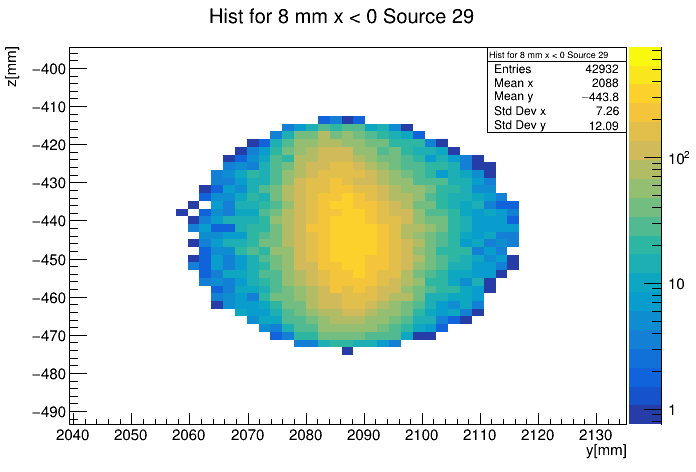 Hist for 8 mm x < 0 Source 29
z[mm]
Hist for 8 mm x < 0 Source 29
Entries 42932
Mean x 2088
Mean y −443.8
Std Dev x 7.26
Std Dev y 12.09
−400
−410
−420
−430
−440
−450
−460
−470
−480
−490
10²
10
1
2040 2050 2060 2070 2080 2090 2100 2110 2120 2130
y[mm]